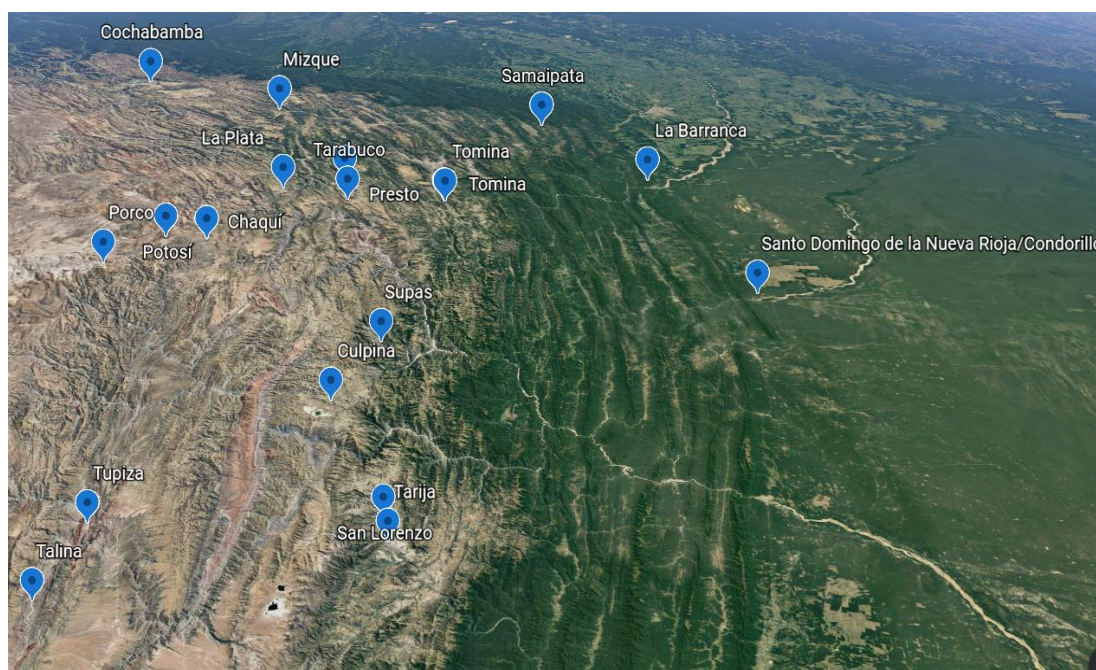 Cochabamba
Mizque
Samaipata
La Barranca
La Plata
Tarabuco
Tomina
Presto
Tomina
Porco
Chaquí
Potosí
Santo Domingo de la Nueva Rioja/Condorillo
Supas
Culpina
Tupiza
Tarija
San Lorenzo
Talina